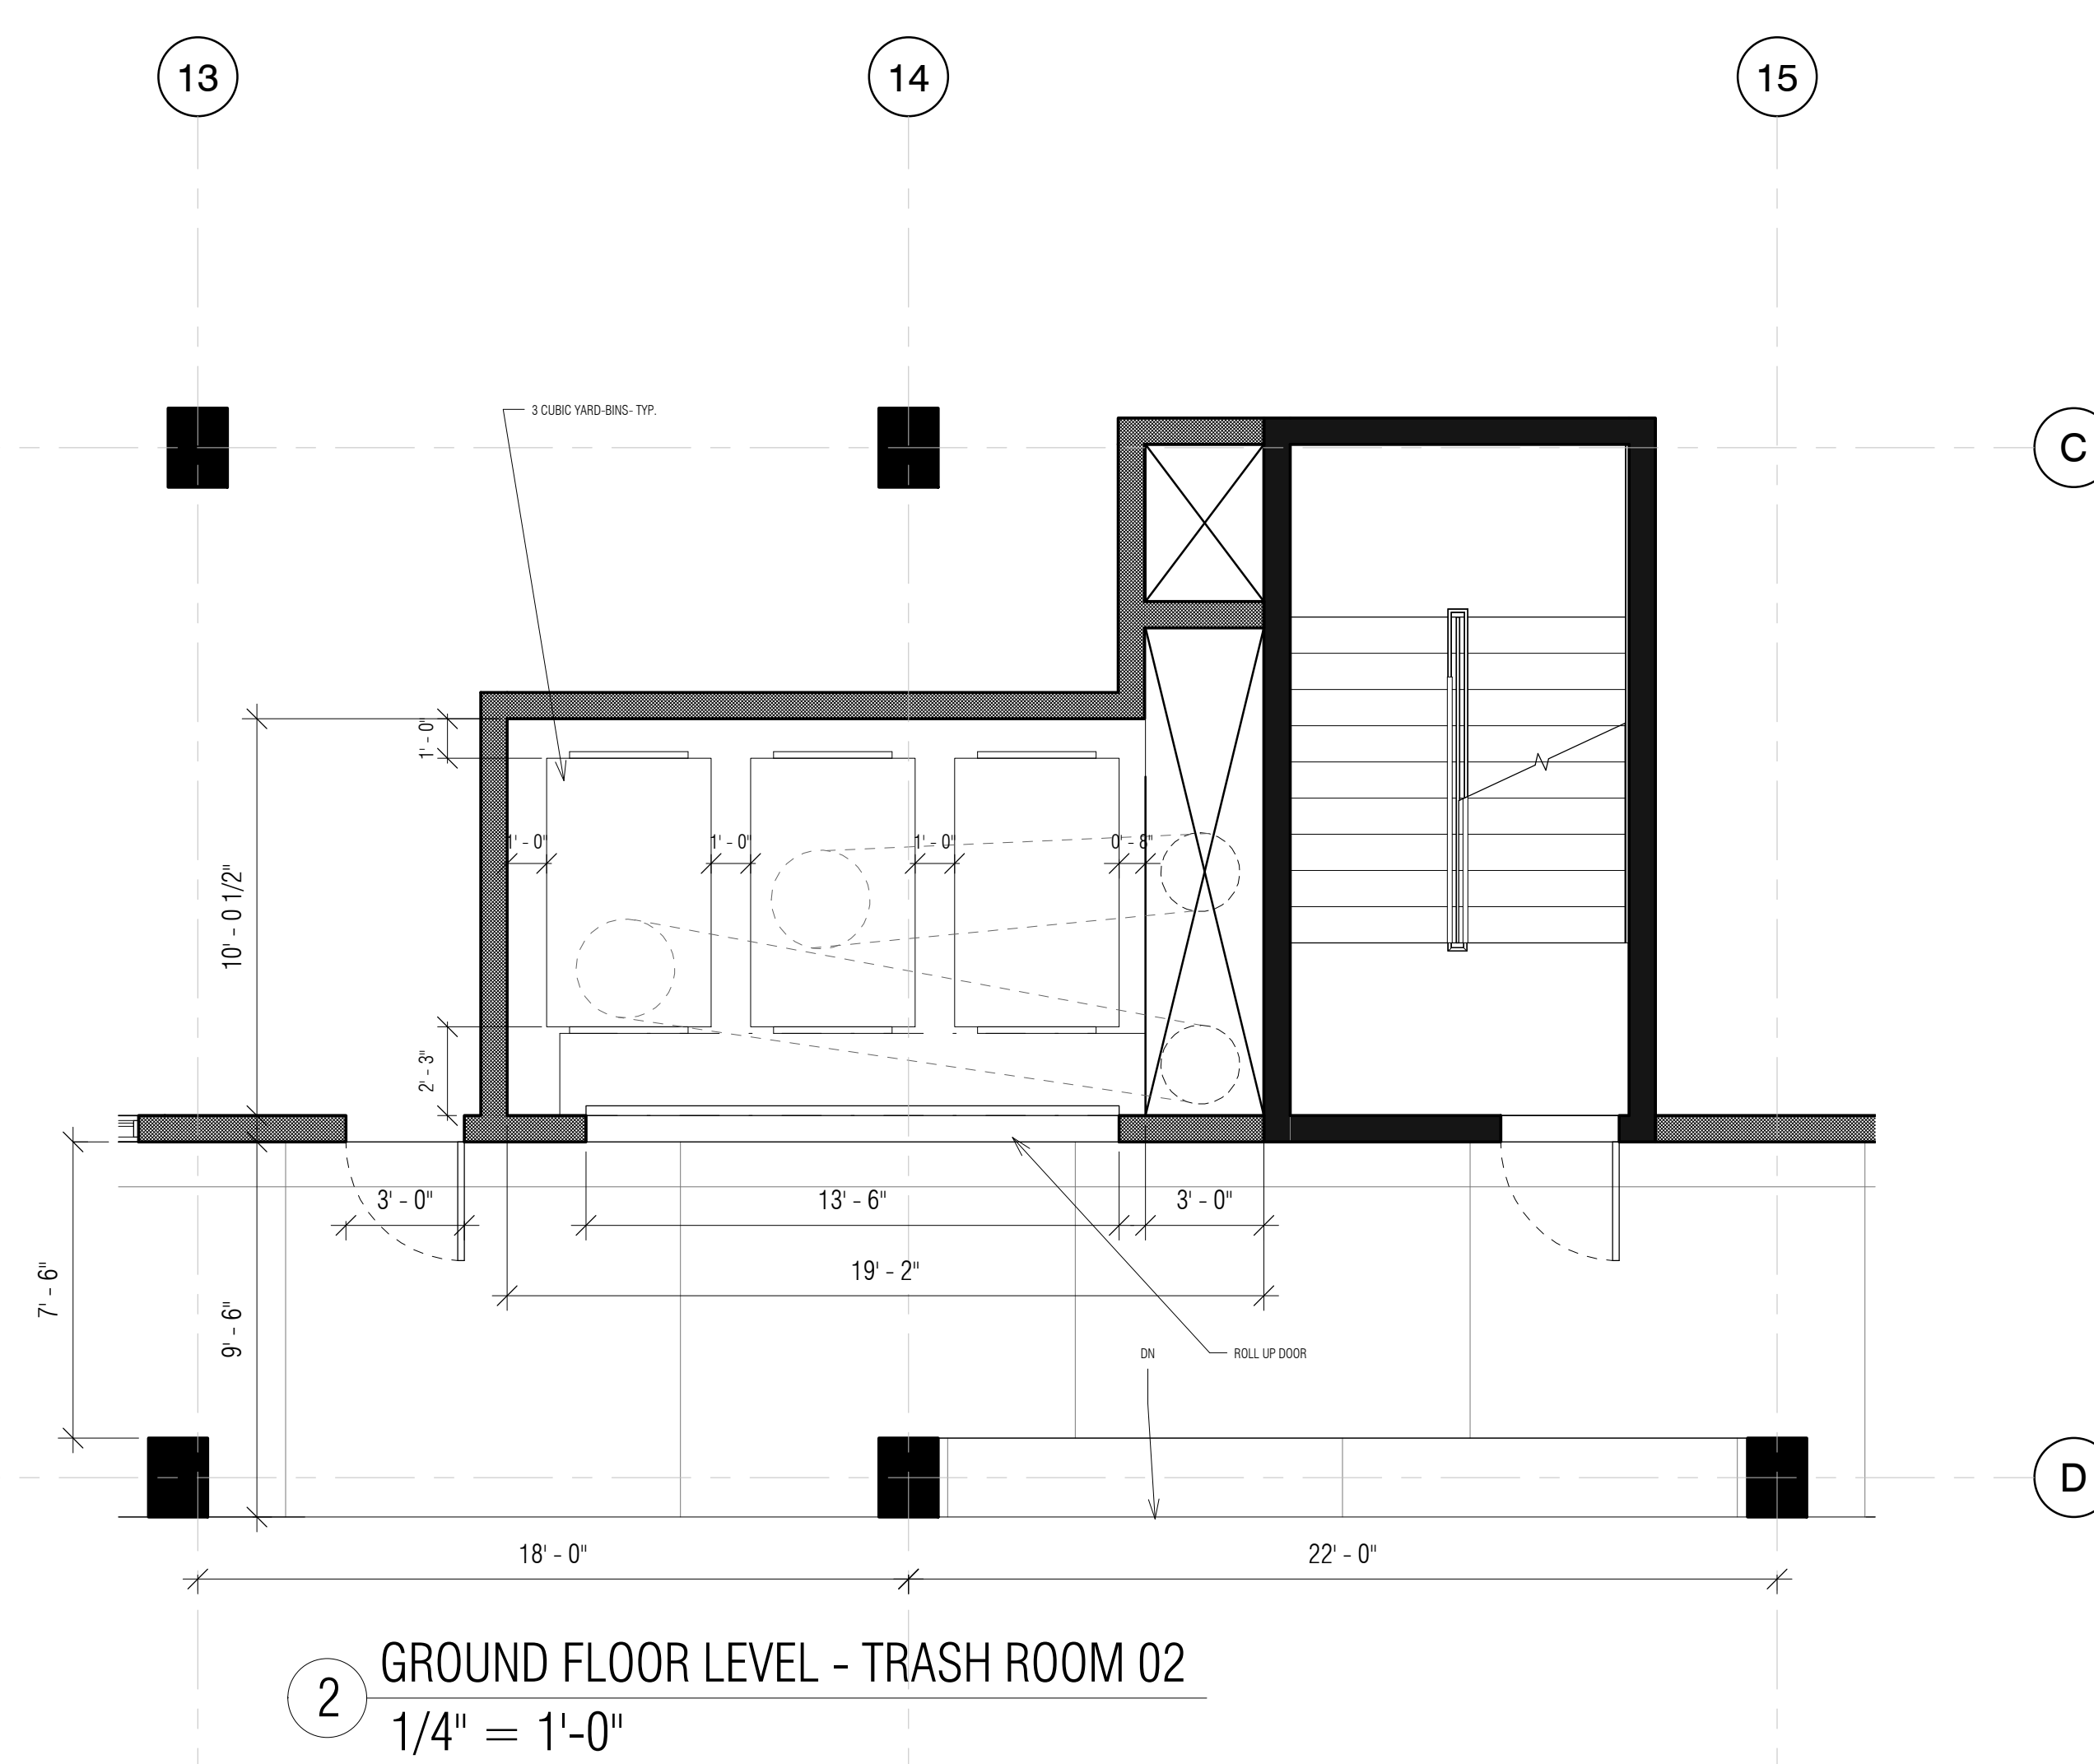 13
14
15
3 CUBIC YARD-BINS- TYP.
C
1' - 0"
1' - 0"
1' - 0"
1' - 0"
0' - 8"
10' - 0 1/2"
2' - 3"
3' - 0"
13' - 6"
3' - 0"
19' - 2"
7' - 6"
9' - 6"
DN
ROLL UP DOOR
D
18' - 0"
22' - 0"
2
GROUND FLOOR LEVEL - TRASH ROOM 02
1/4" = 1'-0"